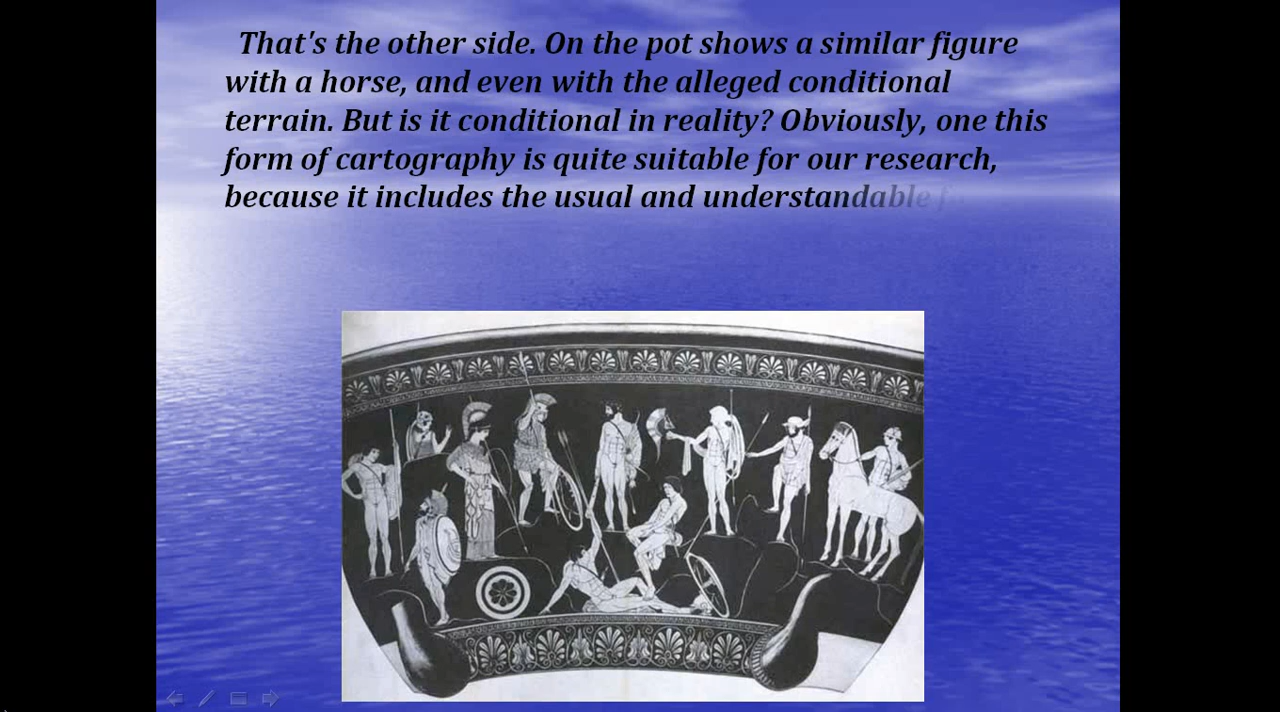 That's the other side. On the pot shows a similar figure
with a horse, and even with the alleged conditional
terrain. But is it conditional in reality? Obviously, one this
form of cartography is quite suitable for our research,
because it includes the usual and understandable